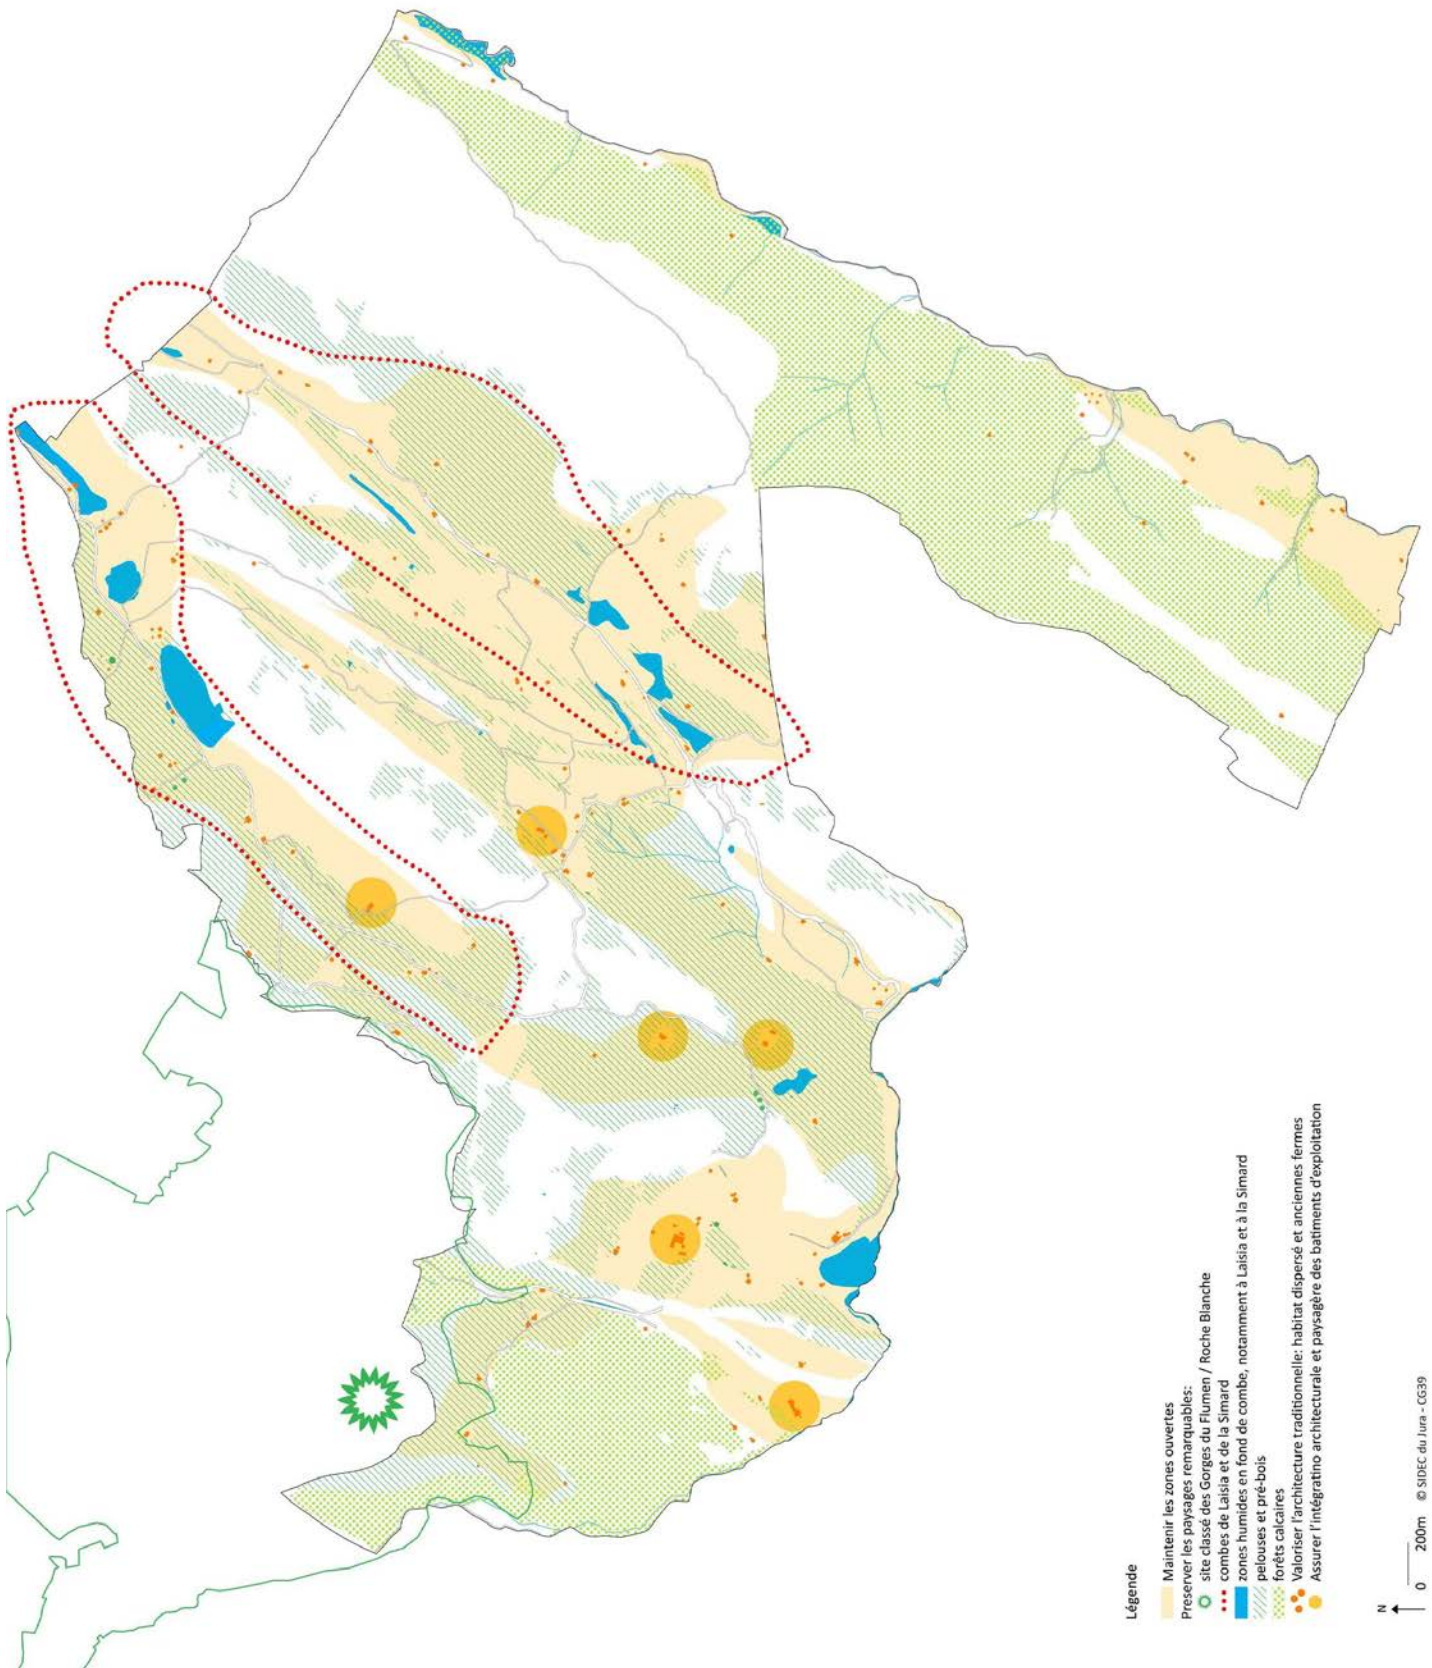 Légende
Maintenir les zones ouvertes
Preserver les paysages remarquables:
site classé des Gorges du Flumen / Roche Blanche
combes de Laisia et de la Simard
zones humides en fond de combe, notamment à Laisia et à la Simard
pelouses et pré-bois
forêts calcaires
Valoriser l'architecture traditionnelle: habitat dispersé et anciennes fermes
Assurer l'intégratino architecturale et paysagère des batiments d'exploitation
N
0 200m © SIDEC du Jura - CG39